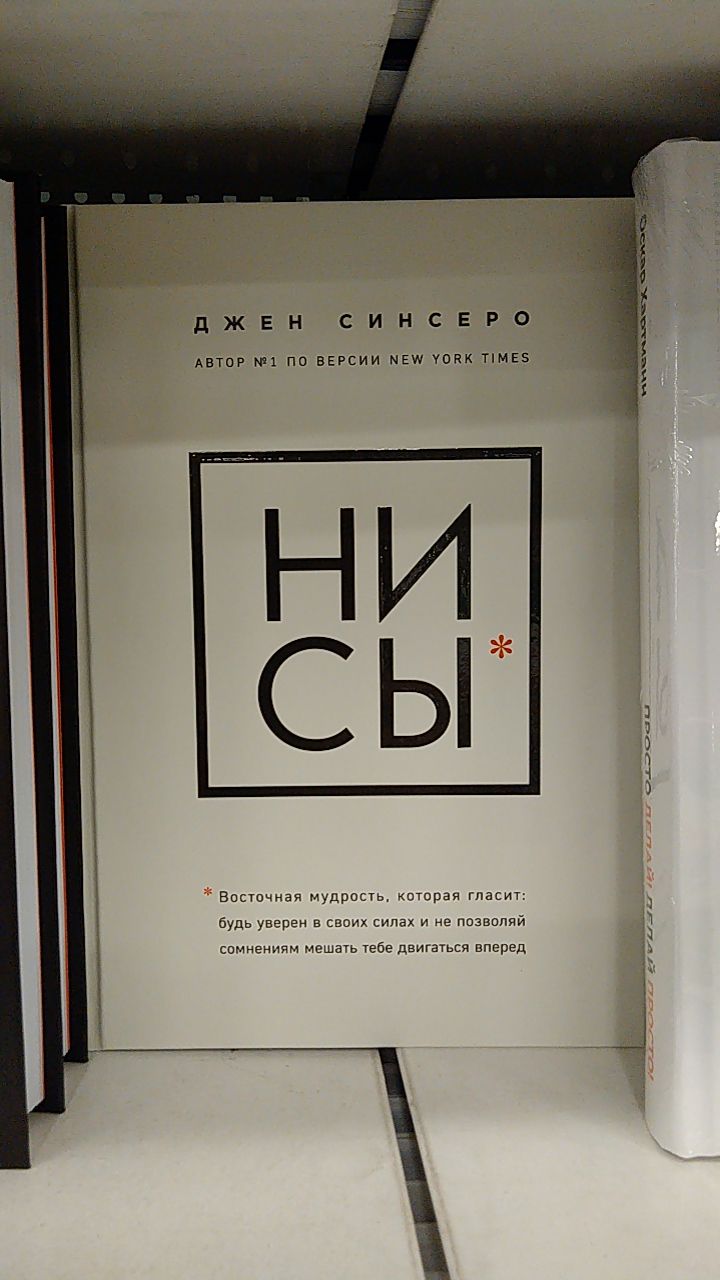 ДЖЕН СИНСЕРО
АВТОР №1 ПО ВЕРСИИ NEW YORK TIMES
НИ
СЫ*
* Восточная мудрость, которая гласит:
будь уверен в своих силах и не позволяй
сомнениям мешать тебе двигаться вперед
Оскар Хартманн
ПРОСТО ДЕЛАЙ! ДЕЛАЙ ПРОСТО!